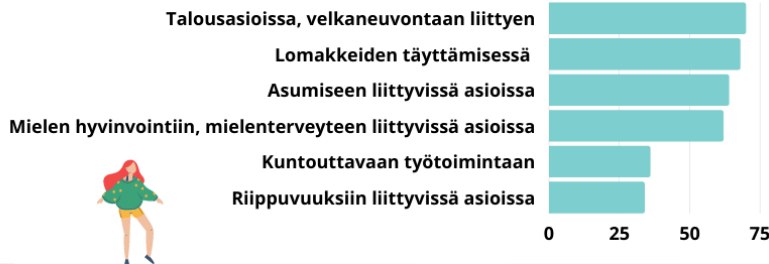 Talousasioissa, velkaneuvontaan liittyen
Lomakkeiden täyttämisessä
Asumiseen liittyvissä asioissa
Mielen hyvinvointiin, mielenterveyteen liittyvissä asioissa
Kuntouttavaan työtoimintaan
Riippuvuuksiin liittyvissä asioissa
0 25 50 75